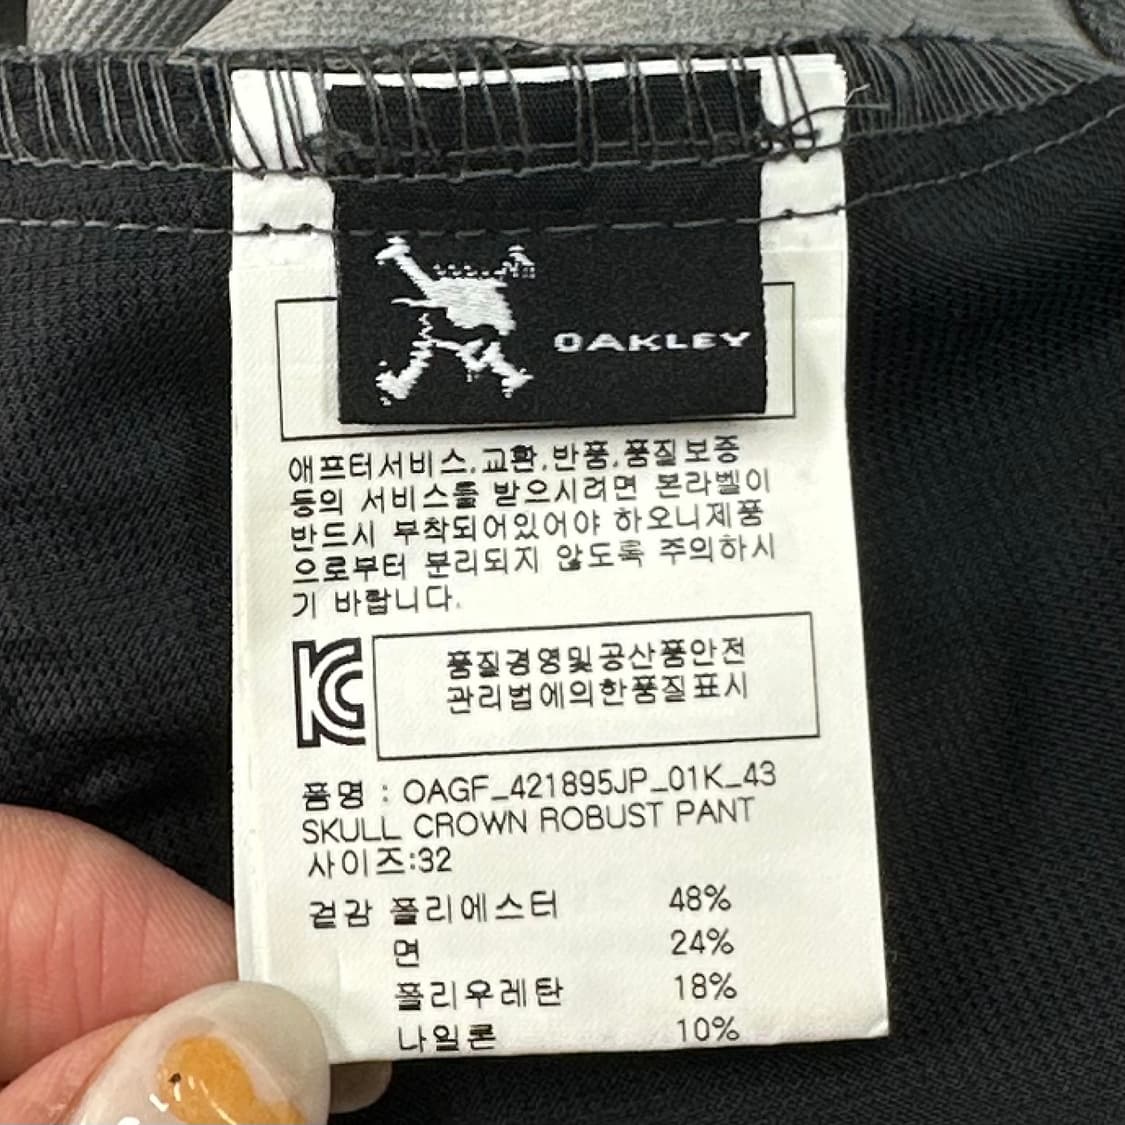 OAKLEY
애프터서비스,교환,반품,품질보증
등의 서비스를 받으시려면 본라벨이
반드시 부착되어있어야 하오니제품
으로부터 분리되지 않도록 주의하시
기 바랍니다.
품질경영및공산품안전
관리법에의한품질표시
품명 : OAGF_421895JP_01K_43
SKULL CROWN ROBUST PANT
사이즈:32
겉감 폴리에스터 48%
면 24%
폴리우레탄 18%
나일론 10%